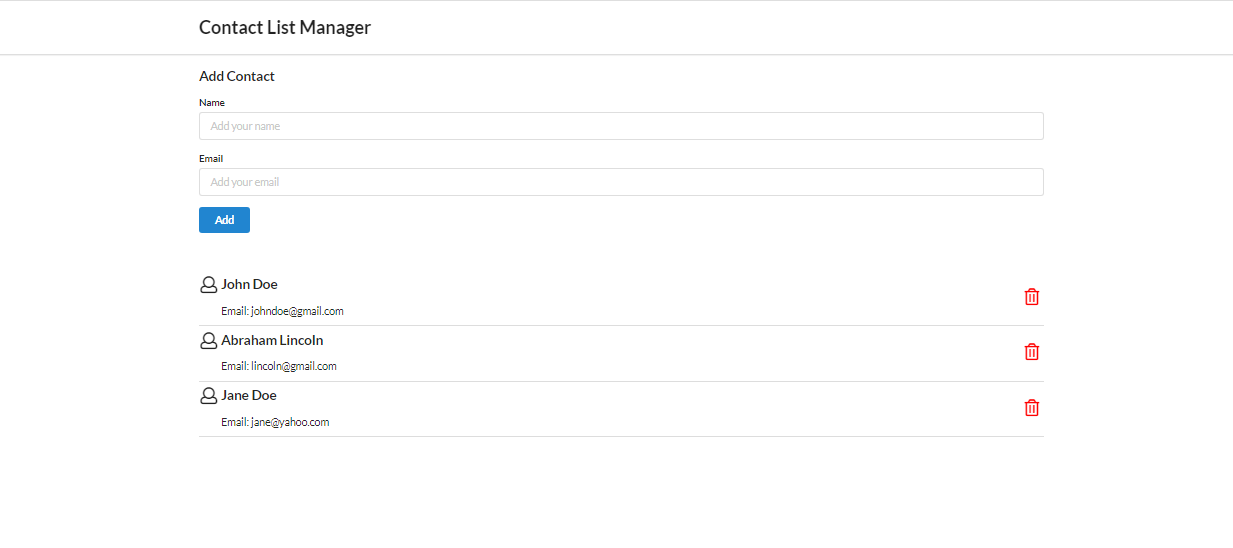 Contact List Manager
Add Contact
Name
Add your name
Email
Add your email
Add
John Doe
Email: johndoe@gmail.com
Abraham Lincoln
Email: lincoln@gmail.com
Jane Doe
Email: jane@yahoo.com